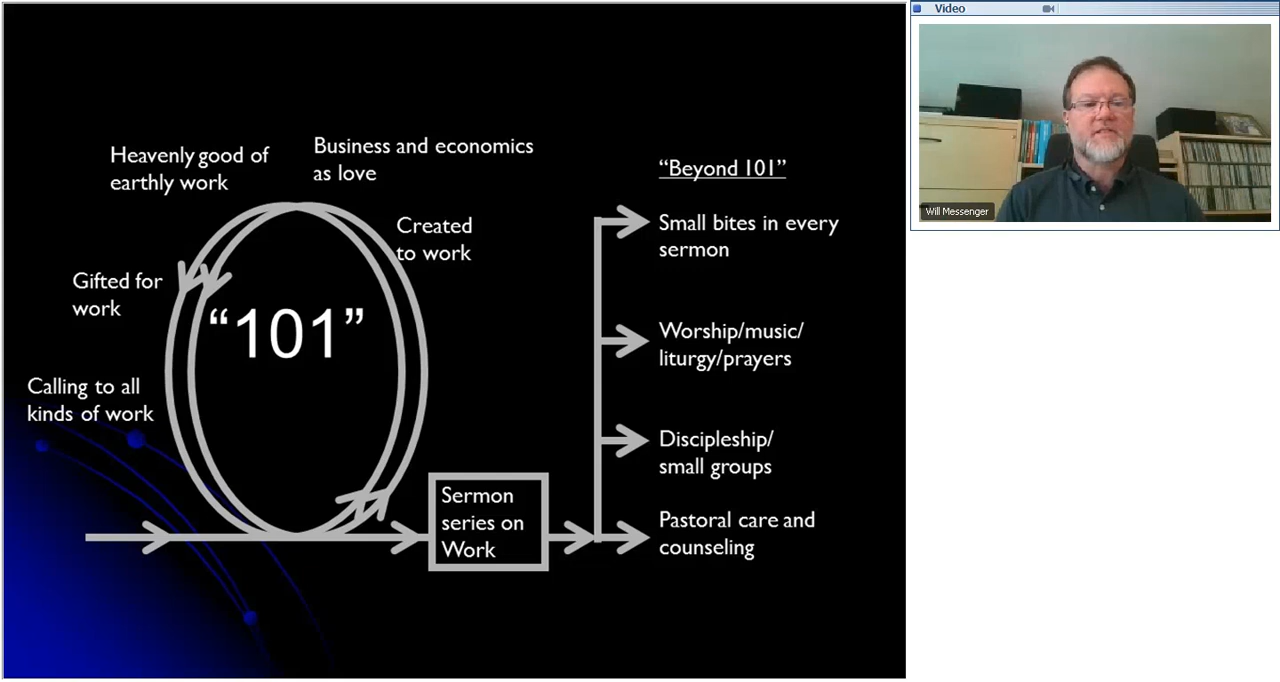 Heavenly good of
earthly work
Business and economics
as love
Created
to work
Gifted for
work
“101”
Calling to all
kinds of work
Sermon
series on
Work
“Beyond 101”
Small bites in every
sermon
Worship/music/
liturgy/prayers
Discipleship/
small groups
Pastoral care and
counseling
Video
Will Messenger